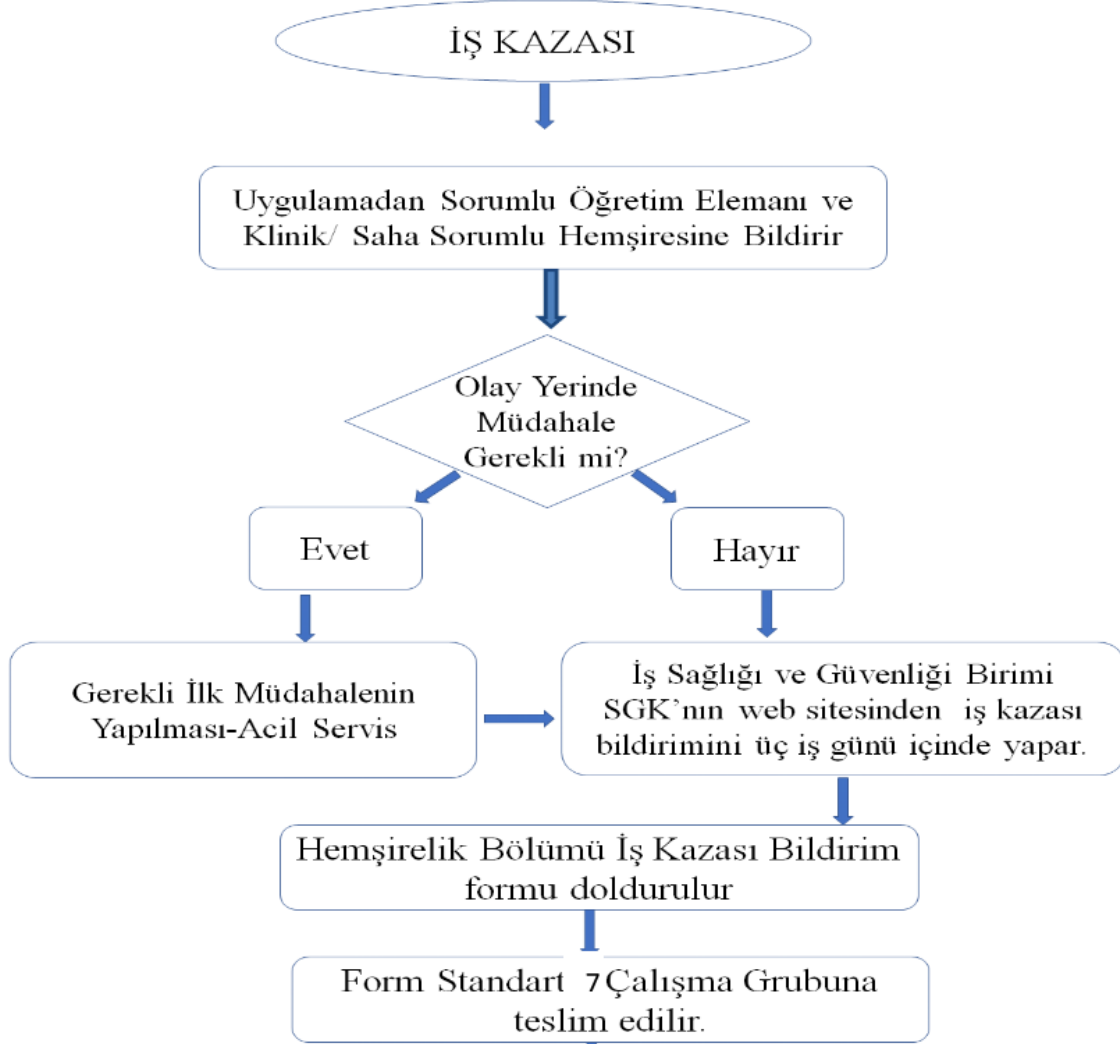 İŞ KAZASI
Uygulamadan Sorumlu Öğretim Elemanı ve
Klinik/ Saha Sorumlu Hemşiresine Bildirir
Olay Yerinde
Müdahale
Gerekli mi?
Evet
Hayır
Gerekli İlk Müdahalenin
Yapılması-Acil Servis
İş Sağlığı ve Güvenliği Birimi
SGK’nın web sitesinden iş kazası
bildirimini üç iş günü içinde yapar.
Hemşirelik Bölümü İş Kazası Bildirim
formu doldurulur
Form Standart 7 Çalışma Grubuna
teslim edilir.